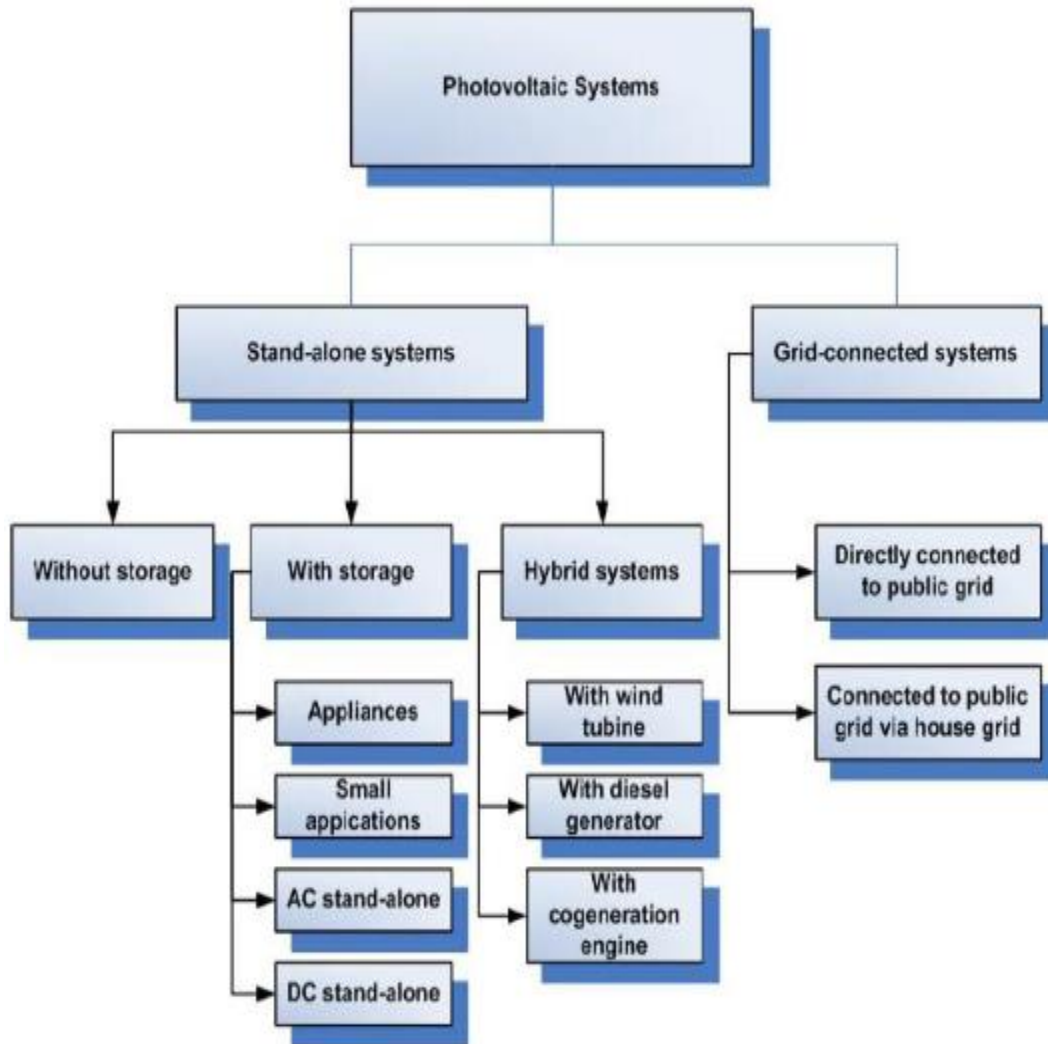 Photovoltaic Systems
Stand-alone systems
Grid-connected systems
Without storage
With storage
Hybrid systems
Directly connected
to public grid
Appliances
With wind
tubine
Connected to public
grid via house grid
Small
appications
With diesel
generator
AC stand-alone
With
cogeneration
engine
DC stand-alone